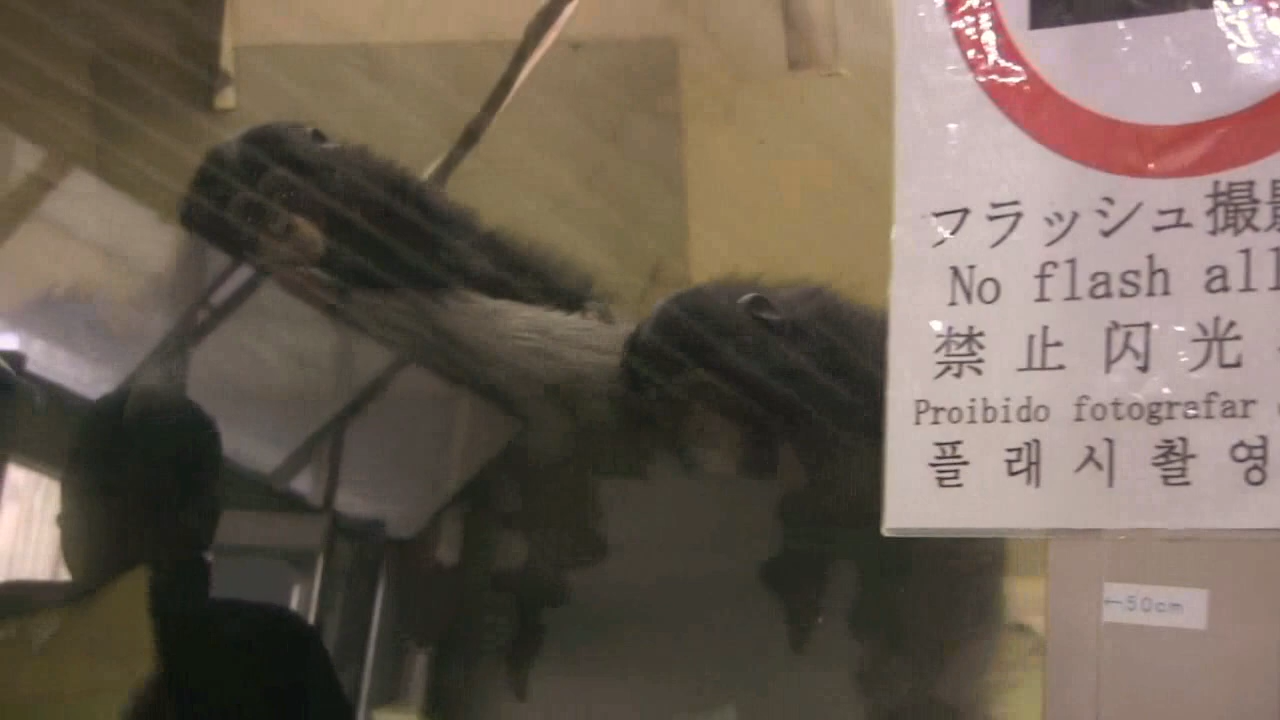 フラッシュ撮影
No flash all
禁止闪光
Proibido fotografar
플래시촬영
←50cm